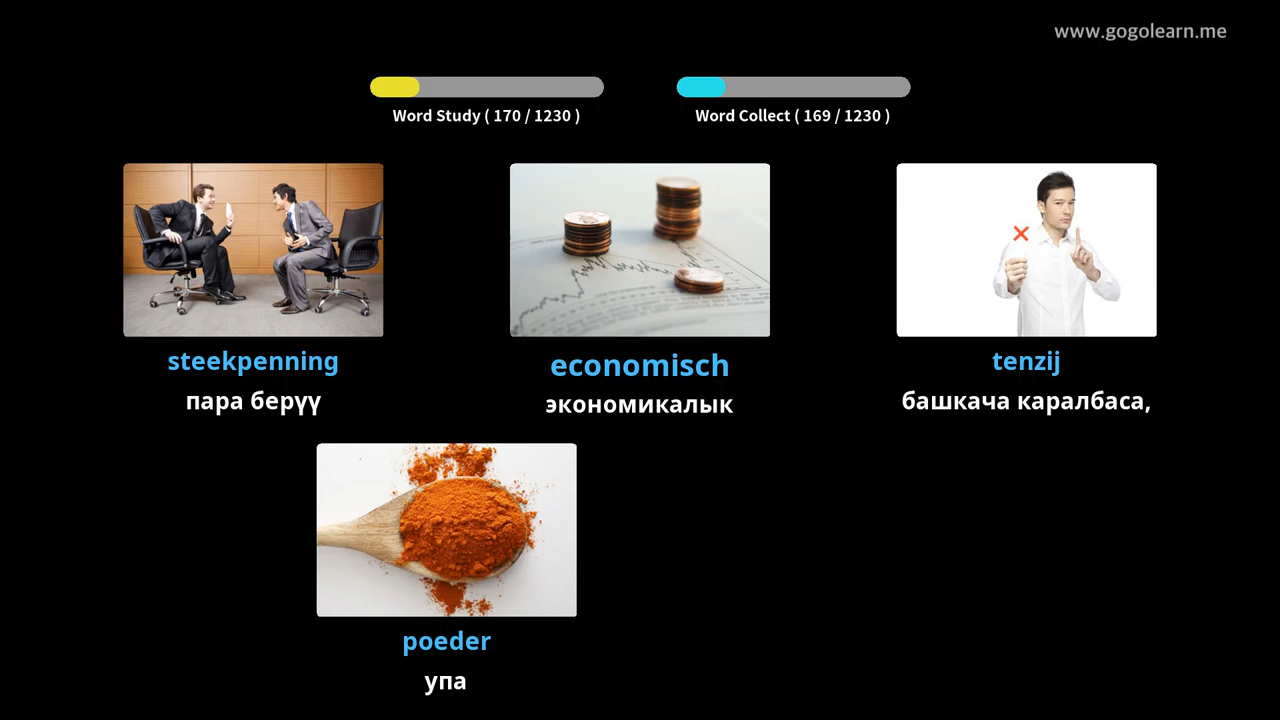 www.gogolearn.me
Word Study ( 170 / 1230 )
Word Collect ( 169 / 1230 )
steekpenning
economisch
tenzij
пара берүү
экономикалык
башкача каралбаса,
poeder
упа